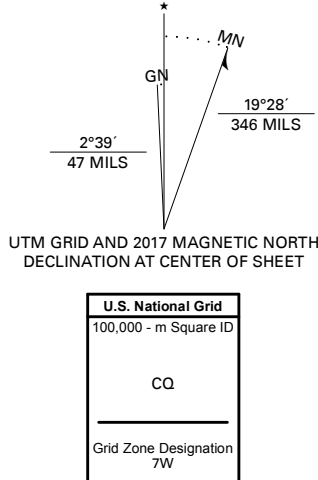 ★
MN
GN
19°28´
346 MILS
2°39´
47 MILS
UTM GRID AND 2017 MAGNETIC NORTH
DECLINATION AT CENTER OF SHEET
U.S. National Grid
100,000 - m Square ID
CQ
Grid Zone Designation
7W